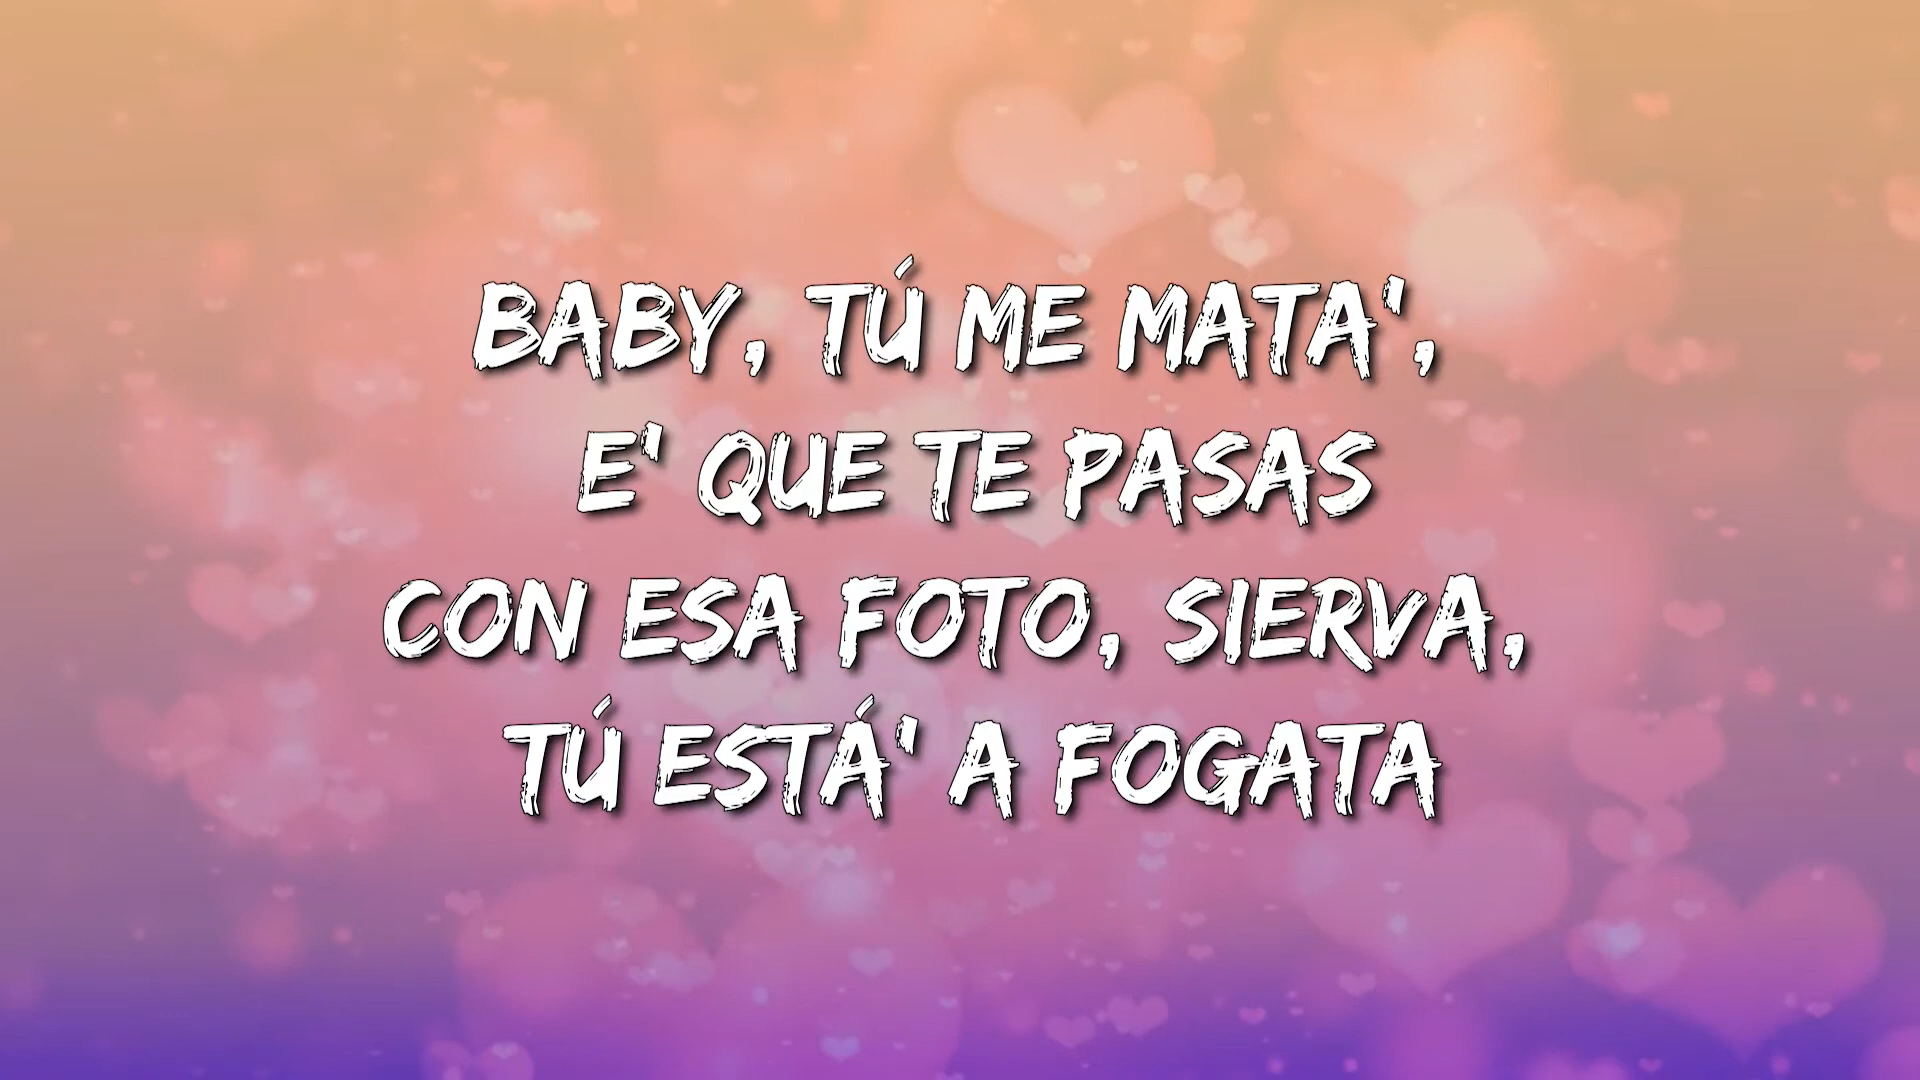 BABY, TÚ ME MATA',
E' QUE TE PASAS
CON ESA FOTO, SIERVA,
TÚ ESTÁ' A FOGATA